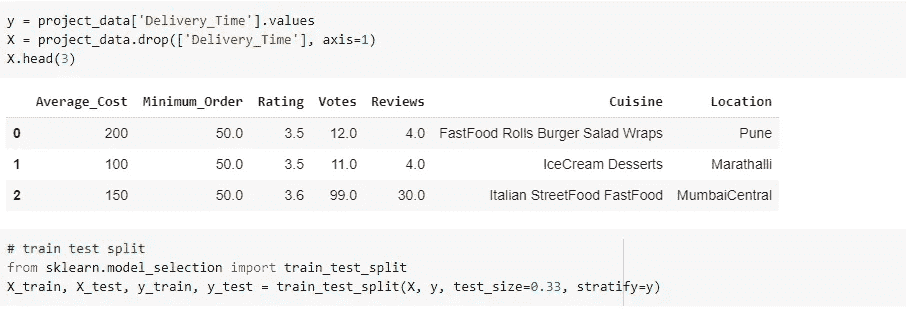 y = project_data['Delivery_Time'].values
X = project_data.drop(['Delivery_Time'], axis=1)
X.head(3)
Average_Cost Minimum_Order Rating Votes Reviews Cuisine Location
0 200 50.0 3.5 12.0 4.0 FastFood Rolls Burger Salad Wraps Pune
1 100 50.0 3.5 11.0 4.0 IceCream Desserts Marathalli
2 150 50.0 3.6 99.0 30.0 Italian StreetFood FastFood MumbaiCentral
# train test split
from sklearn.model_selection import train_test_split
X_train, X_test, y_train, y_test = train_test_split(X, y, test_size=0.33, stratify=y)